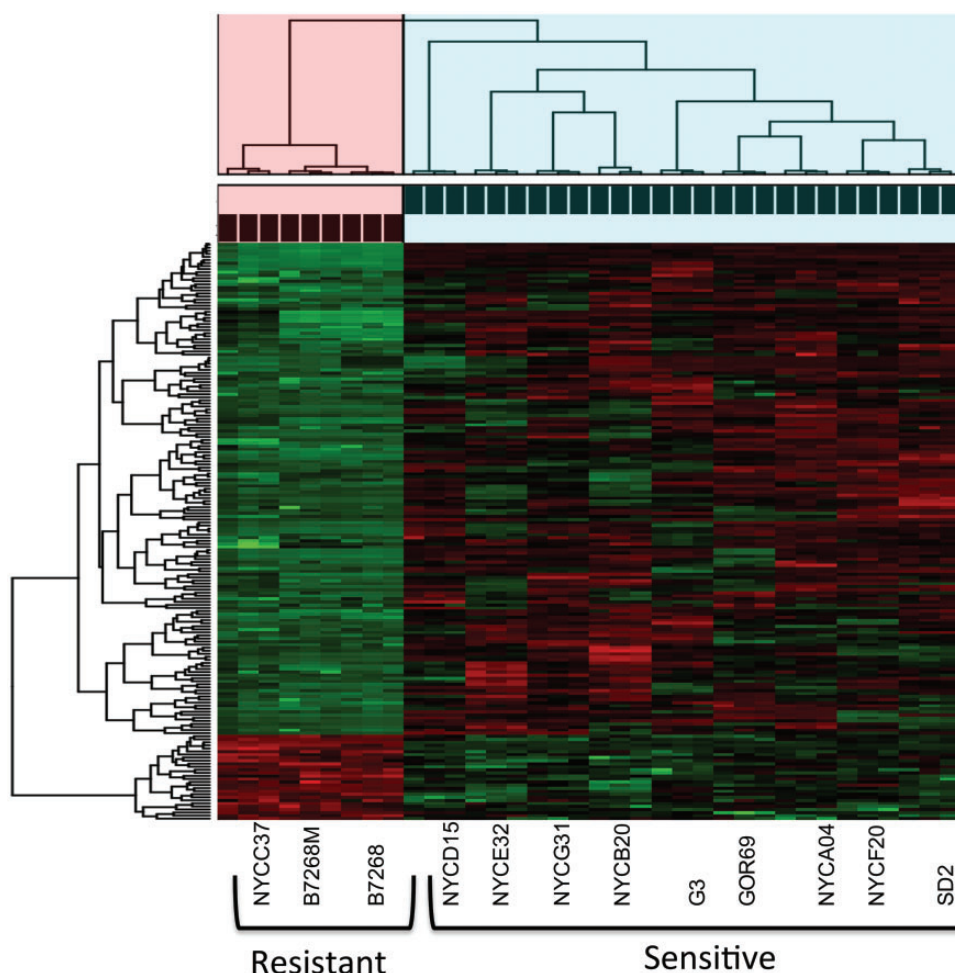 NYCC37
B7268M
B7268
NYCD15
NYCE32
NYCG31
NYCB20
G3
GOR69
NYCA04
NYCF20
SD2
Resistant
Sensitive